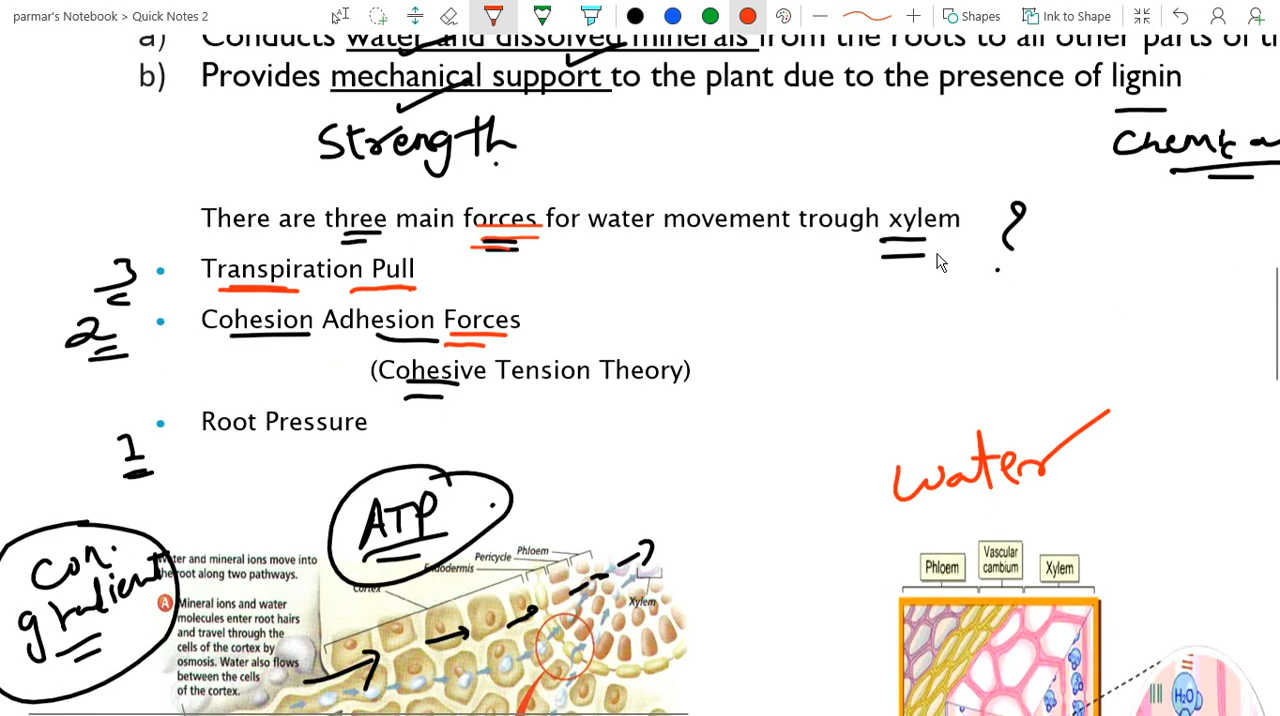 parmar's Notebook > Quick Notes 2
Shapes
Ink to Shape
a) Conducts water and dissolved minerals from the roots to all other parts of
b) Provides mechanical support to the plant due to the presence of lignin
Strength
There are three main forces for water movement trough xylem ?
3 • Transpiration Pull
2 • Cohesion Adhesion Forces
(Cohesive Tension Theory)
1 • Root Pressure
water
ATP
Con.
gradient
Water and mineral ions move into
the root along two pathways.
A Mineral ions and water
molecules enter root hairs
and travel through the
cells of the cortex by
osmosis. Water also flows
between the cells
of the cortex.
Cortex
Endodermis
Pericycle
Phloem
Xylem
Phloem
Vascular
cambium
Xylem
H₂O